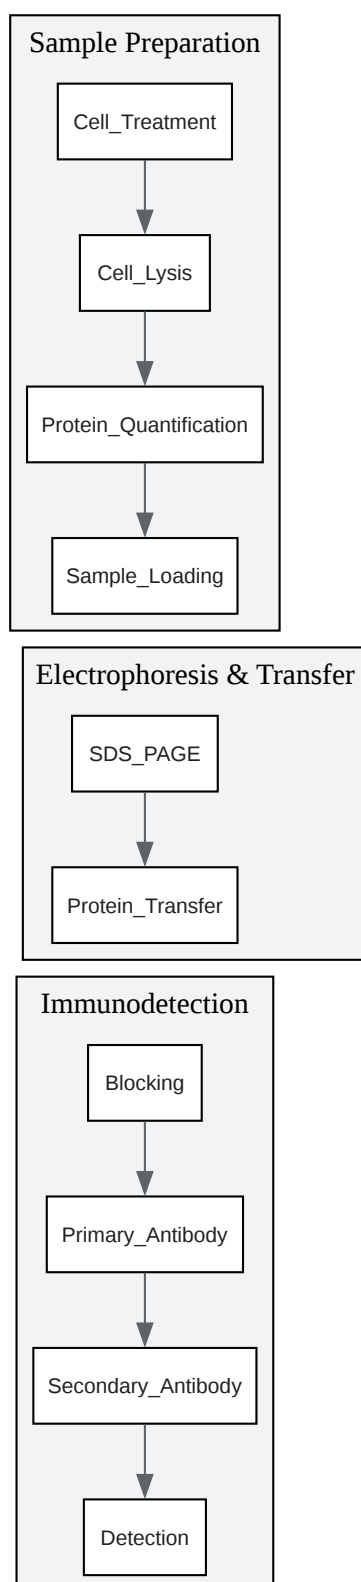 Sample Preparation
Cell_Treatment
Cell_Lysis
Protein_Quantification
Sample_Loading
Electrophoresis & Transfer
SDS_PAGE
Protein_Transfer
Immunodetection
Blocking
Primary_Antibody
Secondary_Antibody
Detection